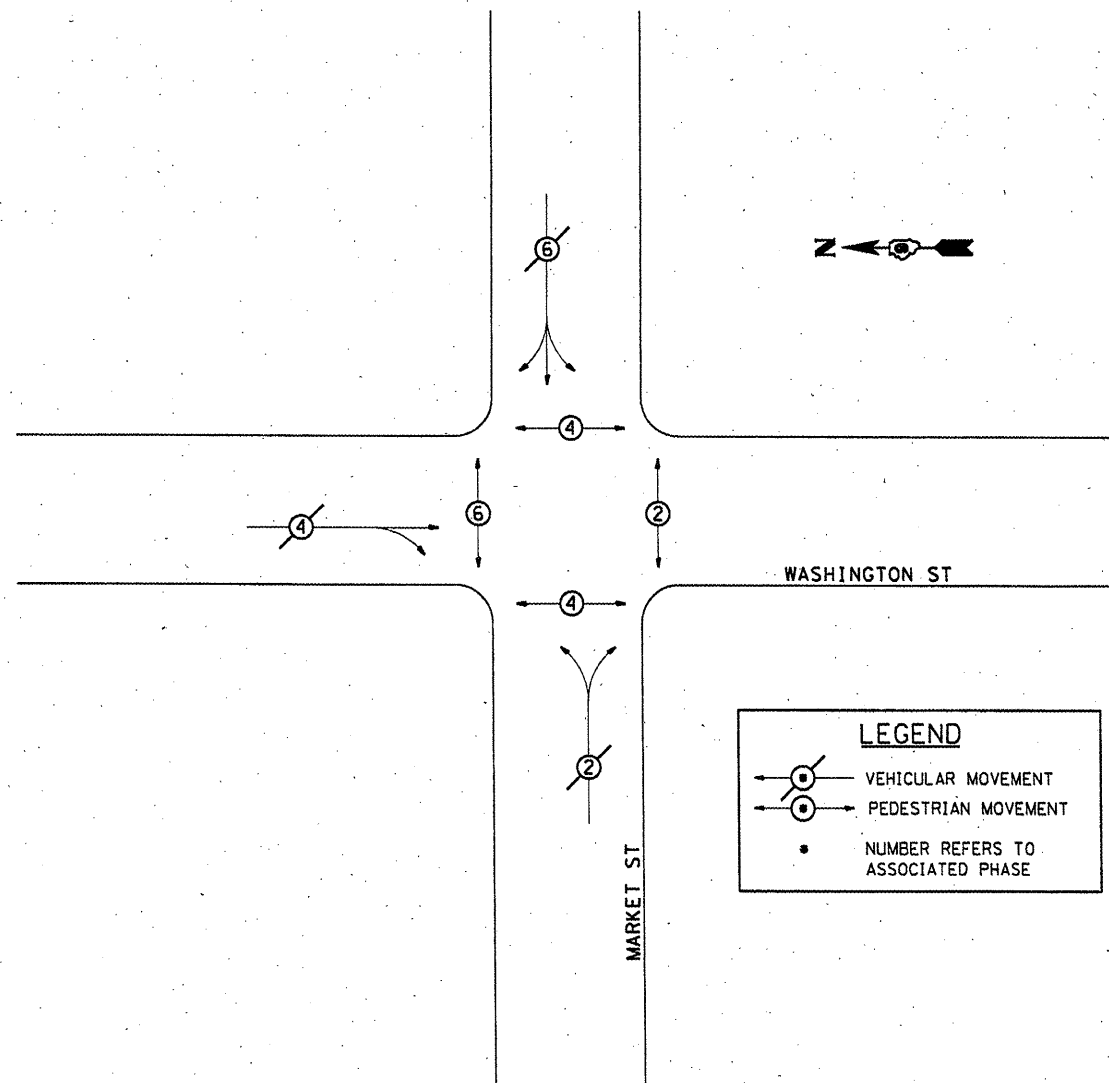 6
N
4
4
6
2
WASHINGTON ST
4
2
MARKET ST
LEGEND
VEHICULAR MOVEMENT
PEDESTRIAN MOVEMENT
NUMBER REFERS TO
ASSOCIATED PHASE